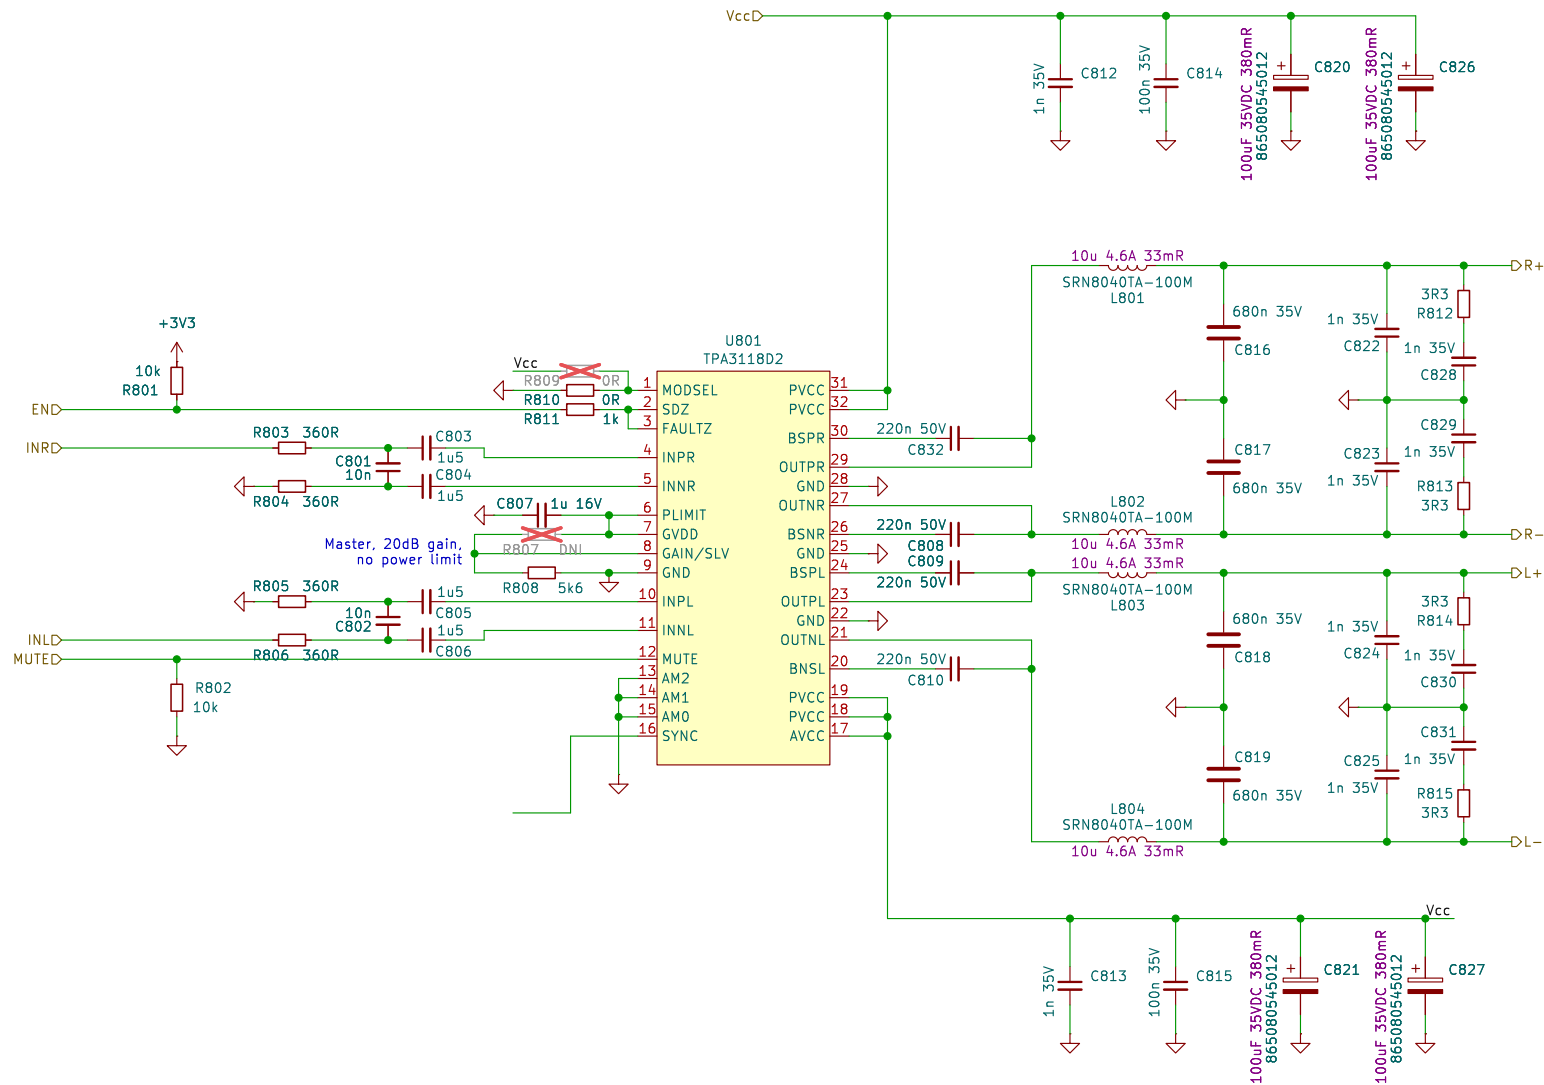 Vcc
1n 35V
C812
100n 35V
C814
100uF 35VDC 380mR
865080545012
C820
100uF 35VDC 380mR
865080545012
C826
+3V3
10k
R801
EN
INR
R803 360R
C801
10n
R804 360R
C803
1u5
C804
1u5
Vcc
R809 0R
R810 0R
R811 1k
C807 1u 16V
R807 DNL
R808 5k6
Master, 20dB gain,
no power limit
R805 360R
10n
C802
1u5
C805
1u5
C806
INL
R806 360R
MUTE
R802
10k
U801
TPA3118D2
1 MODSEL
2 SDZ
3 FAULTZ
4 INPR
5 INNR
6 PLIMIT
7 GVDD
8 GAIN/SLV
9 GND
10 INPL
11 INNL
12 MUTE
13 AM2
14 AM1
15 AM0
16 SYNC
PVCC 31
PVCC 32
BSPR 30
OUTPR 29
GND 28
OUTNR 27
BSNR 26
GND 25
BSPL 24
OUTPL 23
GND 22
OUTNL 21
BNSL 20
PVCC 19
PVCC 18
AVCC 17
220n 50V
C832
220n 50V
C808
C809
220n 50V
220n 50V
C810
10u 4.6A 33mR
SRN8040TA-100M
L801
L802
SRN8040TA-100M
10u 4.6A 33mR
10u 4.6A 33mR
SRN8040TA-100M
L803
L804
SRN8040TA-100M
10u 4.6A 33mR
680n 35V
C816
C817
680n 35V
680n 35V
C818
C819
680n 35V
1n 35V
C822
C823
1n 35V
1n 35V
C824
C825
1n 35V
3R3
R812
1n 35V
C828
C829
1n 35V
R813
3R3
3R3
R814
1n 35V
C830
C831
1n 35V
R815
3R3
R+
R-
L+
L-
Vcc
1n 35V
C813
100n 35V
C815
100uF 35VDC 380mR
865080545012
C821
100uF 35VDC 380mR
865080545012
C827